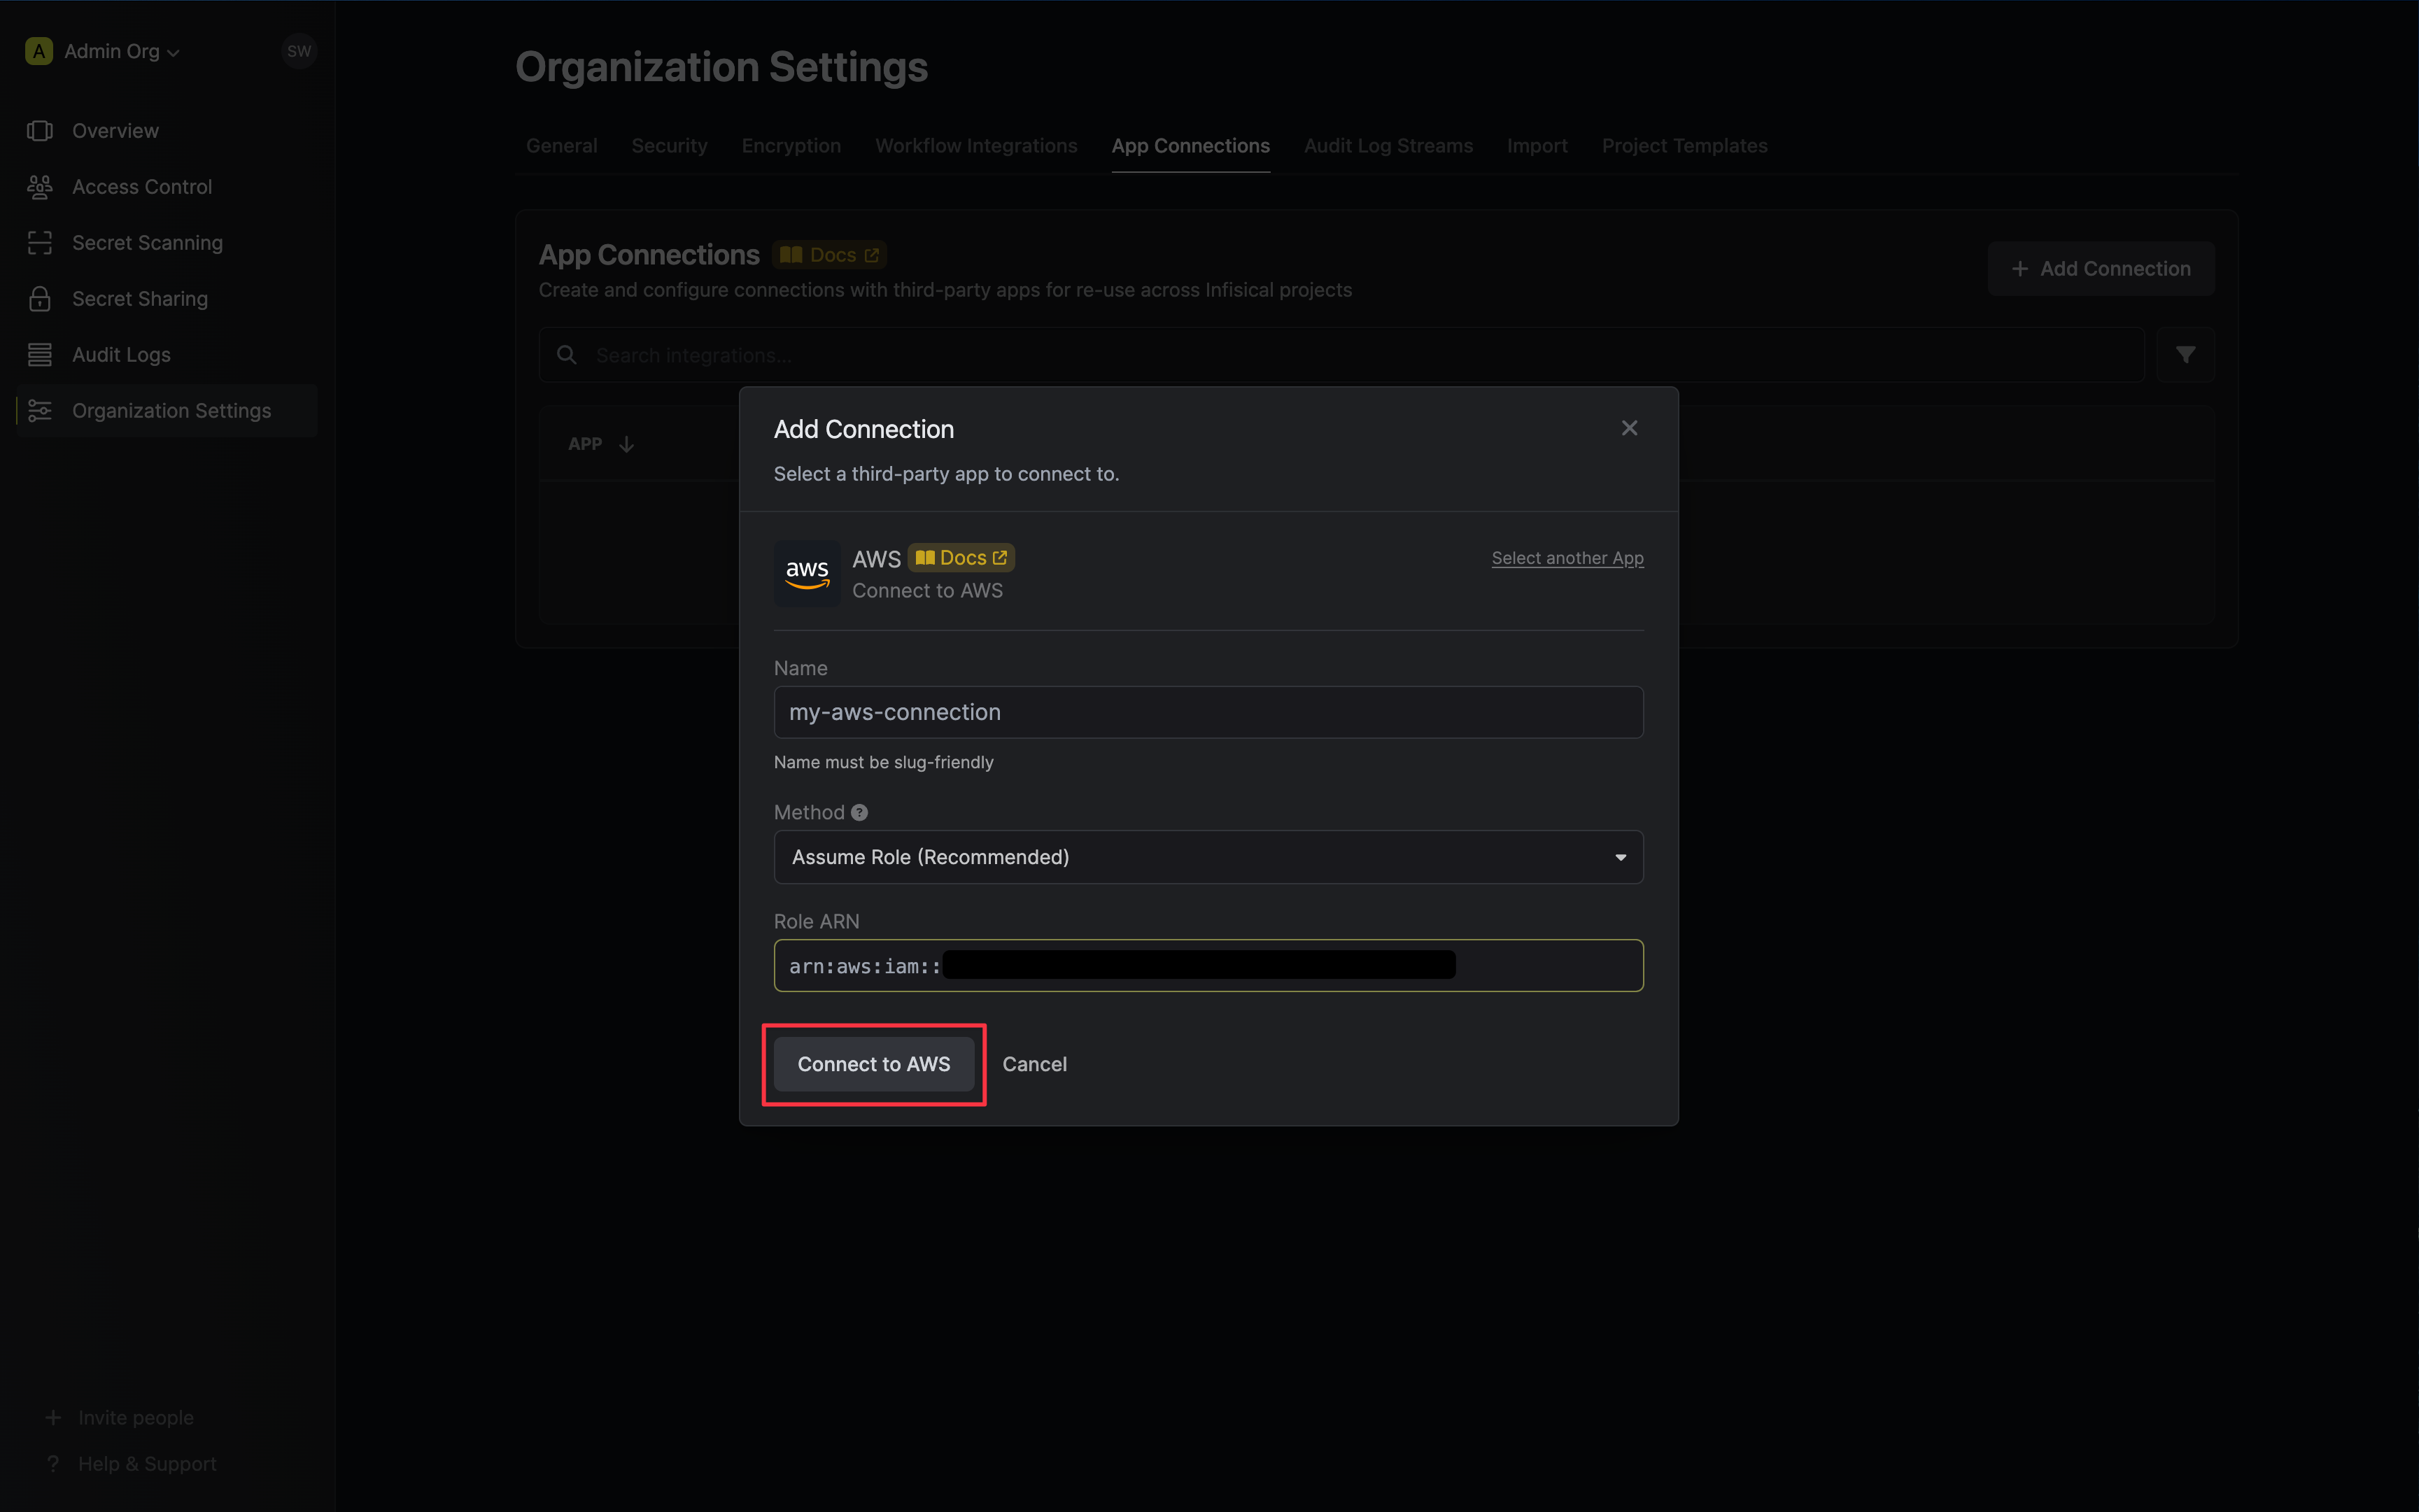 A Admin Org
SW
Overview
Access Control
Secret Scanning
Secret Sharing
Audit Logs
Organization Settings
Invite people
? Help & Support
Organization Settings
General Security Encryption Workflow Integrations App Connections Audit Log Streams Import Project Templates
App Connections Docs
Create and configure connections with third-party apps for re-use across Infisical projects
+ Add Connection
Search integrations...
APP
Add Connection
Select a third-party app to connect to.
aws
AWS Docs
Connect to AWS
Select another App
Name
my-aws-connection
Name must be slug-friendly
Method ?
Assume Role (Recommended)
Role ARN
arn:aws:iam::
Connect to AWS Cancel